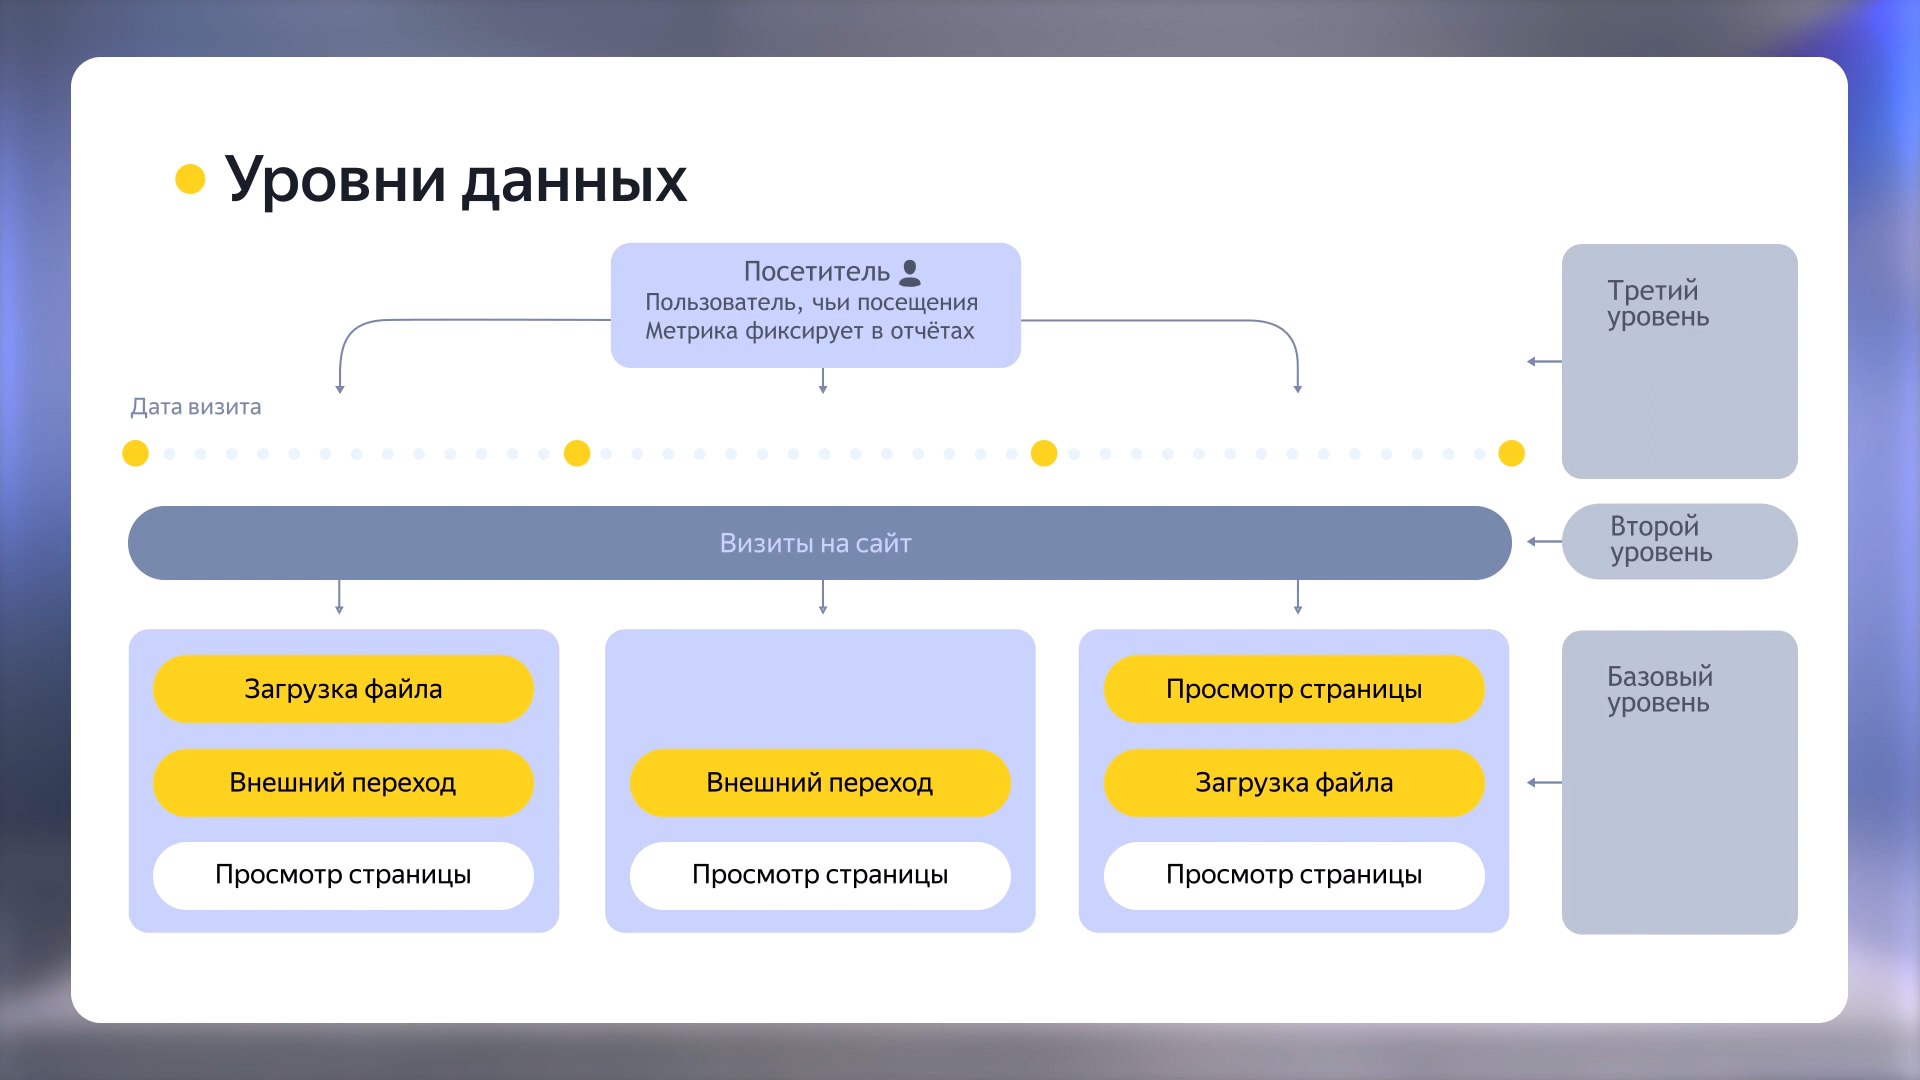 Уровни данных
Посетитель
Пользователь, чьи посещения
Метрика фиксирует в отчётах
Третий
уровень
Дата визита
Визиты на сайт
Второй
уровень
Загрузка файла
Внешний переход
Просмотр страницы
Внешний переход
Просмотр страницы
Просмотр страницы
Загрузка файла
Просмотр страницы
Базовый
уровень